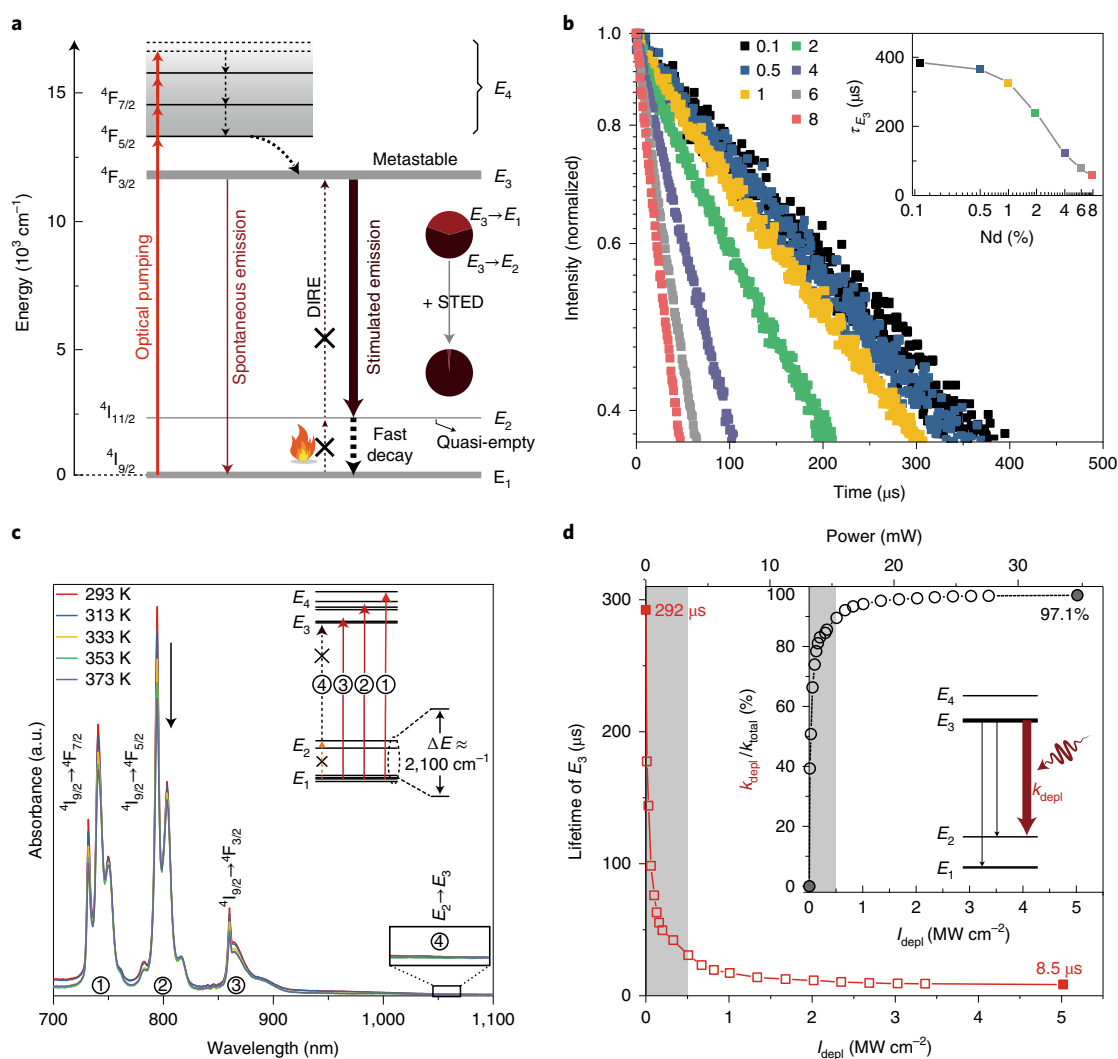 a
Energy (10³ cm⁻¹)
15
10
5
0
⁴F₇/₂
⁴F₅/₂
⁴F₃/₂
⁴I₁₁/₂
⁴I₉/₂
E₄
Metastable
E₃
E₃→E₁
E₃→E₂
+ STED
Optical pumping
Spontaneous emission
DIRE
Stimulated emission
E₂
Quasi-empty
Fast
decay
E₁
b
Intensity (normalized)
1.0
0.8
0.6
0.4
0.1
0.5
1
2
4
6
8
τE₃ (μs)
400
200
0
0.1
0.5
1
2
4
6
8
Nd (%)
0
100
200
300
400
500
Time (μs)
c
Absorbance (a.u.)
293 K
313 K
333 K
353 K
373 K
⁴I₉/₂→⁴F₇/₂
⁴I₉/₂→⁴F₅/₂
⁴I₉/₂→⁴F₃/₂
E₄
E₃
④
③
②
①
E₂
E₁
ΔE ≈
2,100 cm⁻¹
E₂→E₃
④
①
②
③
700
800
900
1,000
1,100
Wavelength (nm)
d
Power (mW)
0
10
20
30
Lifetime of E₃ (μs)
300
200
100
0
292 μs
8.5 μs
kdepl/ktotal (%)
100
80
60
40
20
0
97.1%
E₄
E₃
kdepl
E₂
E₁
0
1
2
3
4
5
Idepl (MW cm⁻²)
0
1
2
3
4
5
Idepl (MW cm⁻²)